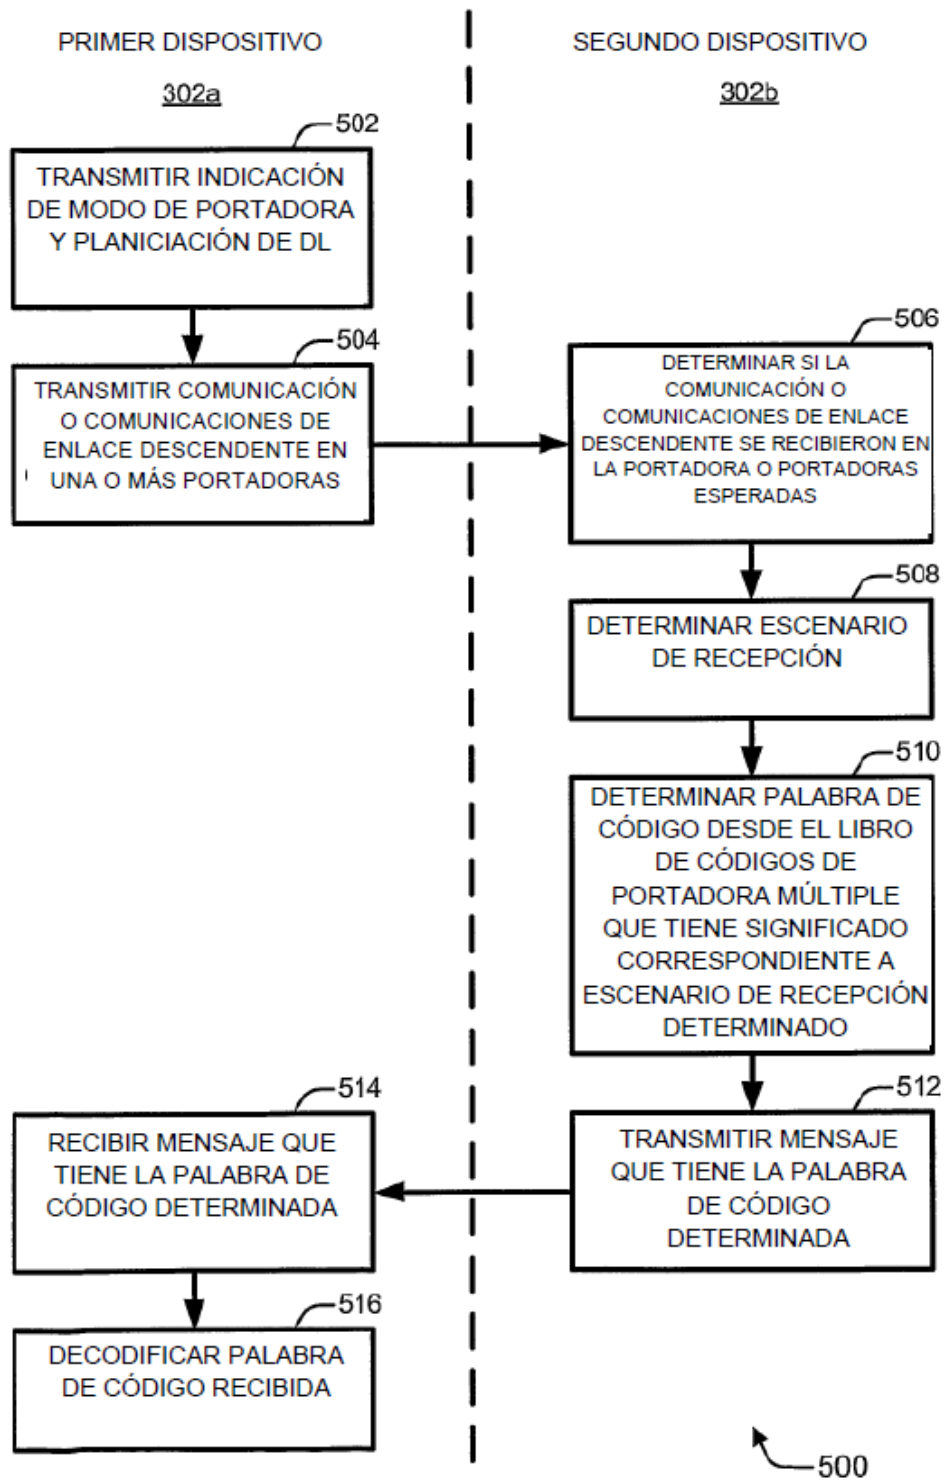 PRIMER DISPOSITIVO
302a
SEGUNDO DISPOSITIVO
302b
502
TRANSMITIR INDICACIÓN
DE MODO DE PORTADORA
Y PLANICIACIÓN DE DL
504
TRANSMITIR COMUNICACIÓN
O COMUNICACIONES DE
ENLACE DESCENDENTE EN
UNA O MÁS PORTADORAS
506
DETERMINAR SI LA
COMUNICACIÓN O
COMUNICACIONES DE ENLACE
DESCENDENTE SE RECIBIERON EN
LA PORTADORA O PORTADORAS
ESPERADAS
508
DETERMINAR ESCENARIO
DE RECEPCIÓN
510
DETERMINAR PALABRA DE
CÓDIGO DESDE EL LIBRO
DE CÓDIGOS DE
PORTADORA MÚLTIPLE
QUE TIENE SIGNIFICADO
CORRESPONDIENTE A
ESCENARIO DE RECEPCIÓN
DETERMINADO
512
TRANSMITIR MENSAJE
QUE TIENE LA PALABRA
DE CÓDIGO
DETERMINADA
514
RECIBIR MENSAJE QUE
TIENE LA PALABRA DE
CÓDIGO DETERMINADA
516
DECODIFICAR PALABRA
DE CÓDIGO RECIBIDA
500